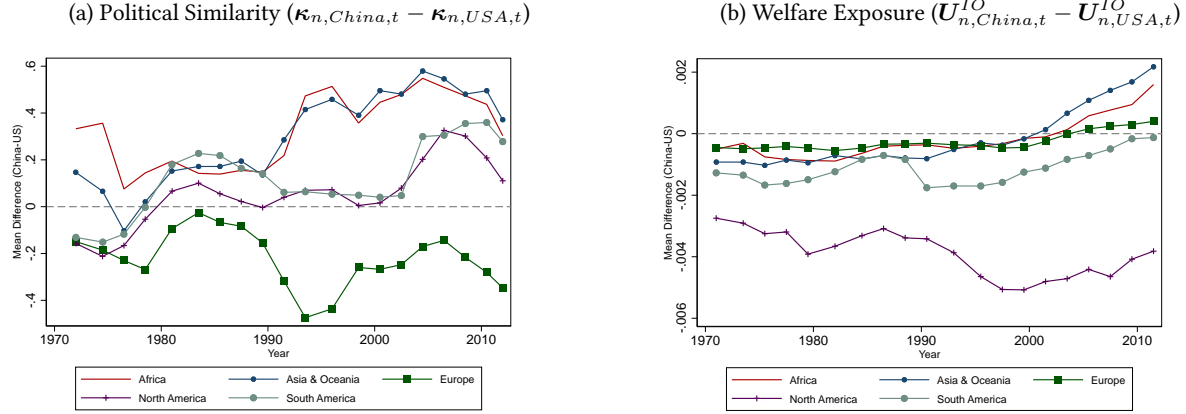 (a) Political Similarity (κn,China,t − κn,USA,t)
Mean Difference (China-US)
.6
.4
.2
0
-.2
-.4
1970 1980 1990 2000 2010
Year
Africa Asia & Oceania Europe
North America South America
(b) Welfare Exposure (U^IO_n,China,t − U^IO_n,USA,t)
Mean Difference (China-US)
.002
0
-.002
-.004
-.006
1970 1980 1990 2000 2010
Year
Africa Asia & Oceania Europe
North America South America